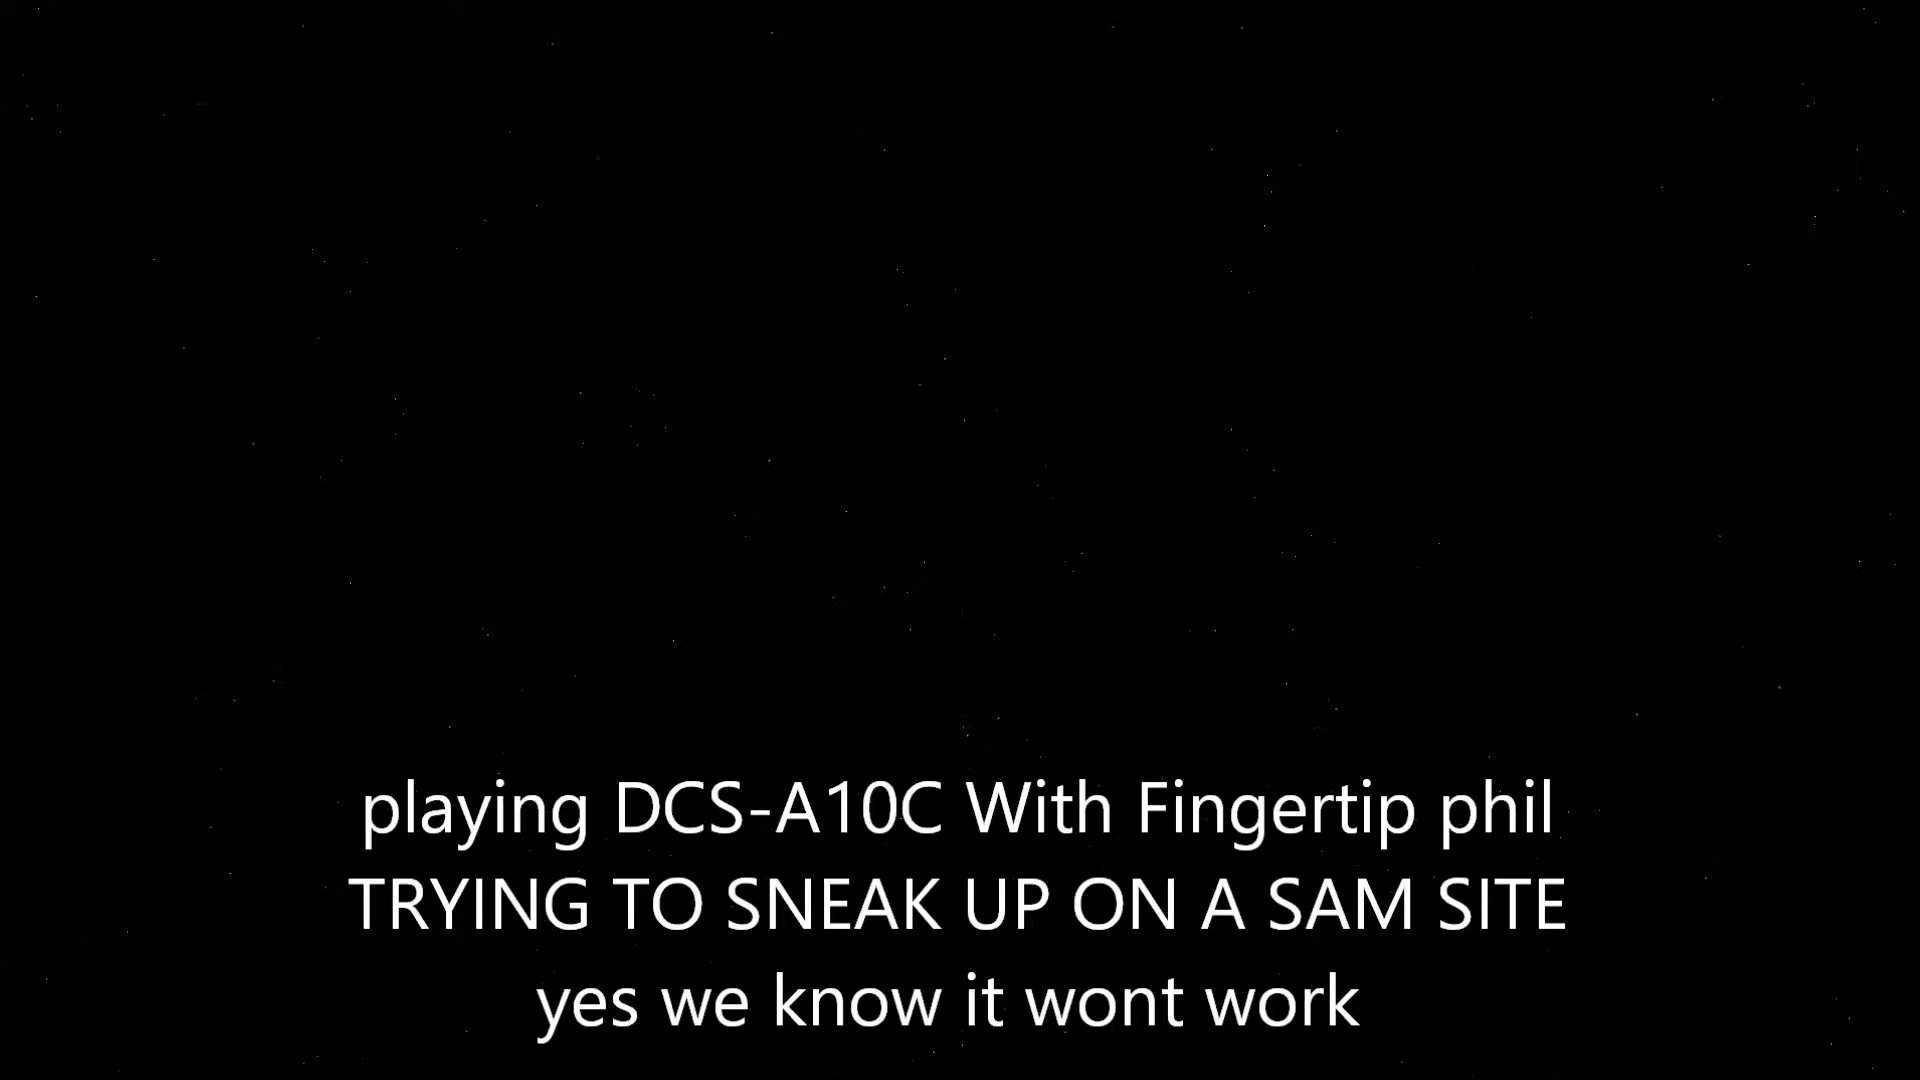 playing DCS-A10C With Fingertip phil
TRYING TO SNEAK UP ON A SAM SITE
yes we know it wont work